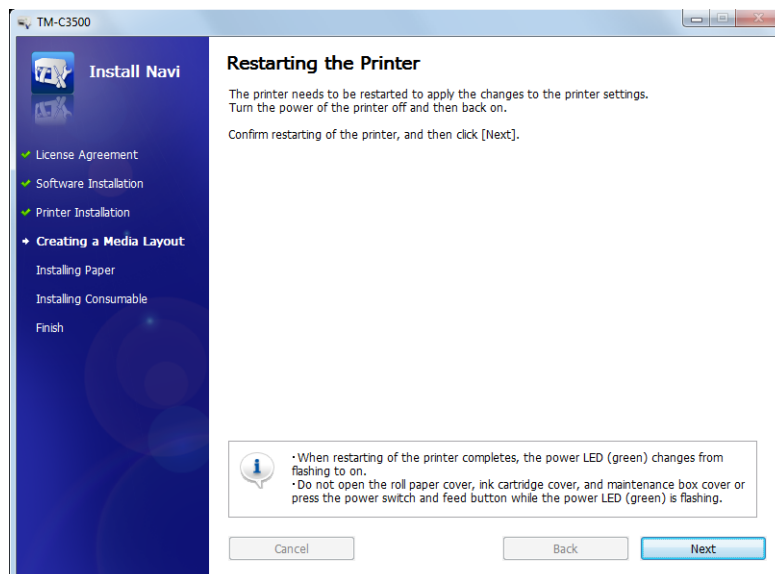 TM-C3500
Install Navi
License Agreement
Software Installation
Printer Installation
Creating a Media Layout
Installing Paper
Installing Consumable
Finish
Restarting the Printer
The printer needs to be restarted to apply the changes to the printer settings.
Turn the power of the printer off and then back on.
Confirm restarting of the printer, and then click [Next].
・When restarting of the printer completes, the power LED (green) changes from
flashing to on.
・Do not open the roll paper cover, ink cartridge cover, and maintenance box cover or
press the power switch and feed button while the power LED (green) is flashing.
Cancel
Back
Next